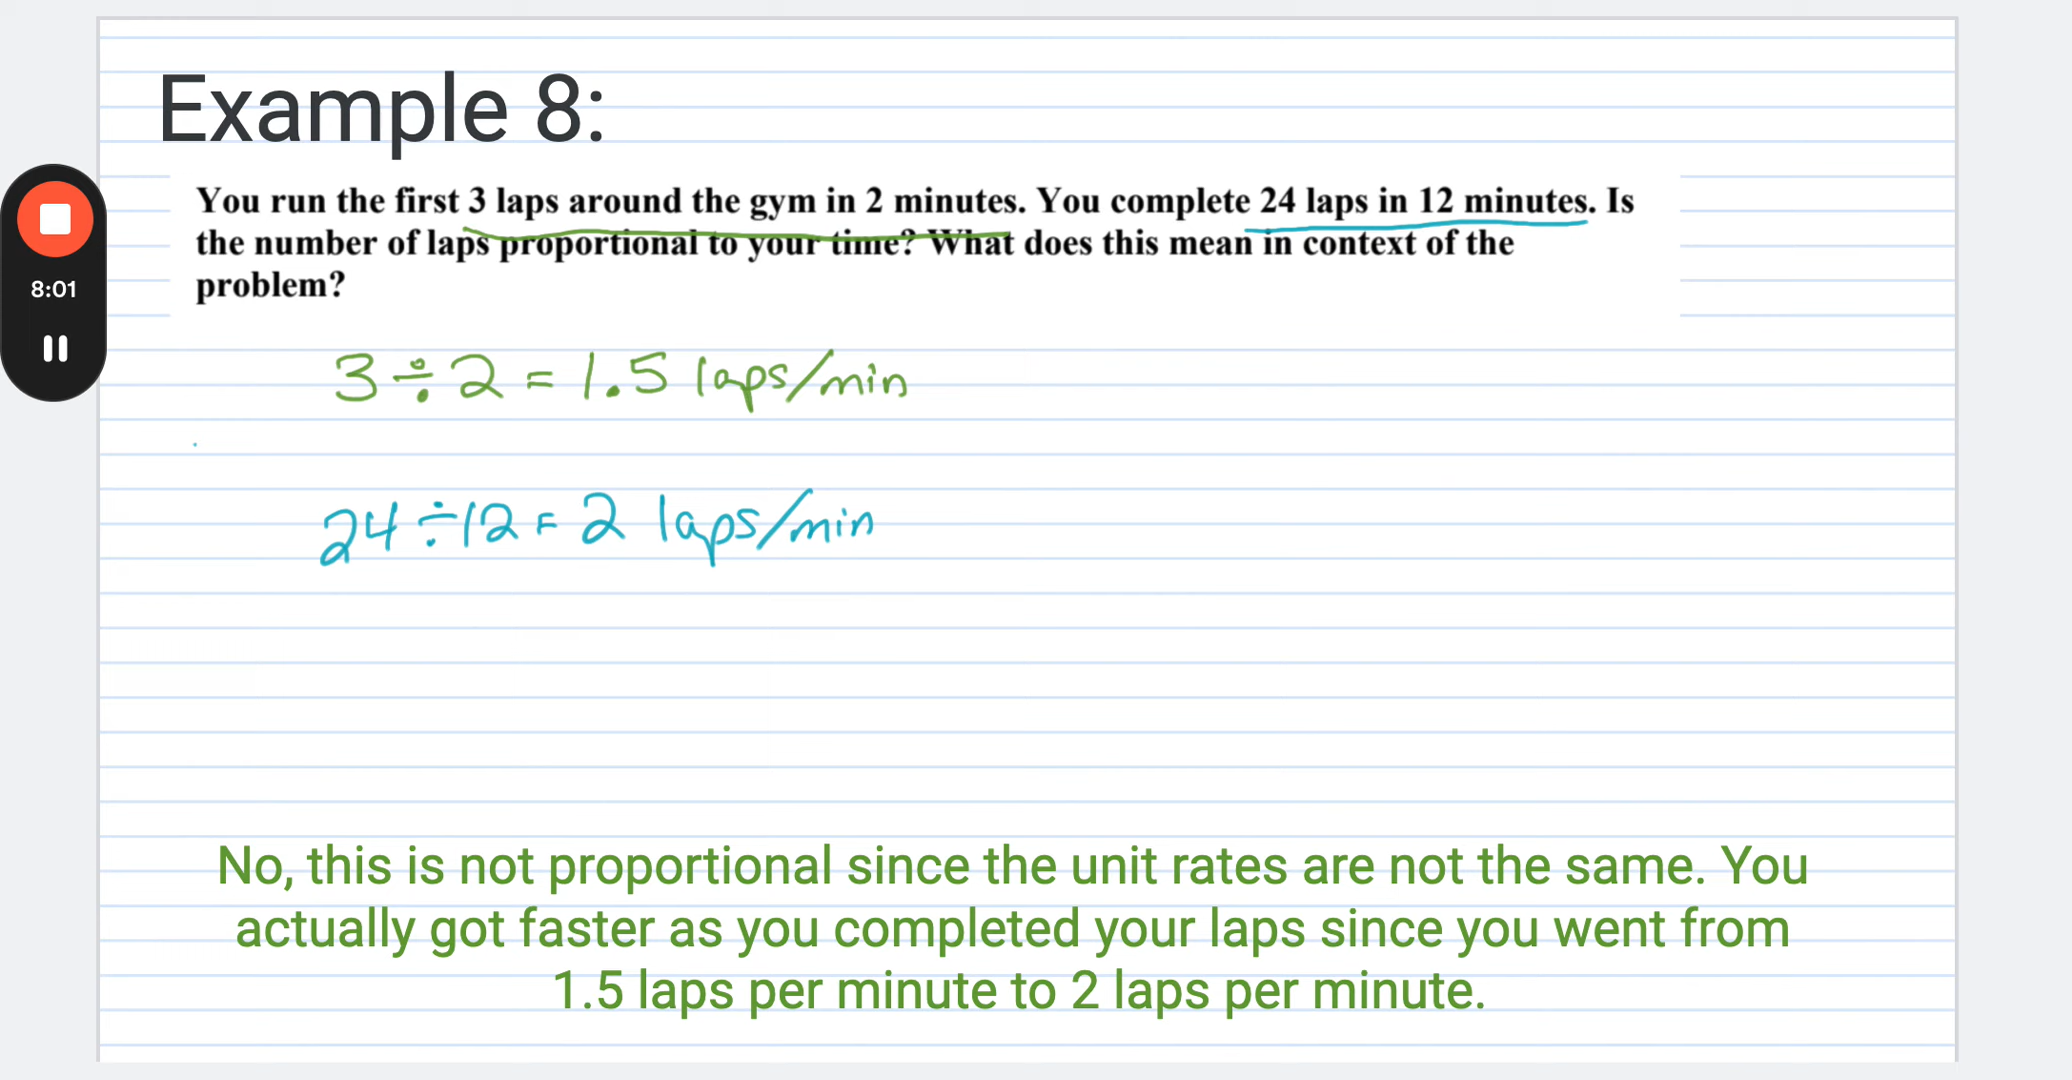 Example 8:
You run the first 3 laps around the gym in 2 minutes. You complete 24 laps in 12 minutes. Is
the number of laps proportional to your time? What does this mean in context of the
problem?
8:01
3 ÷ 2 = 1.5 laps/min
24 ÷ 12 = 2 laps/min
No, this is not proportional since the unit rates are not the same. You
actually got faster as you completed your laps since you went from
1.5 laps per minute to 2 laps per minute.